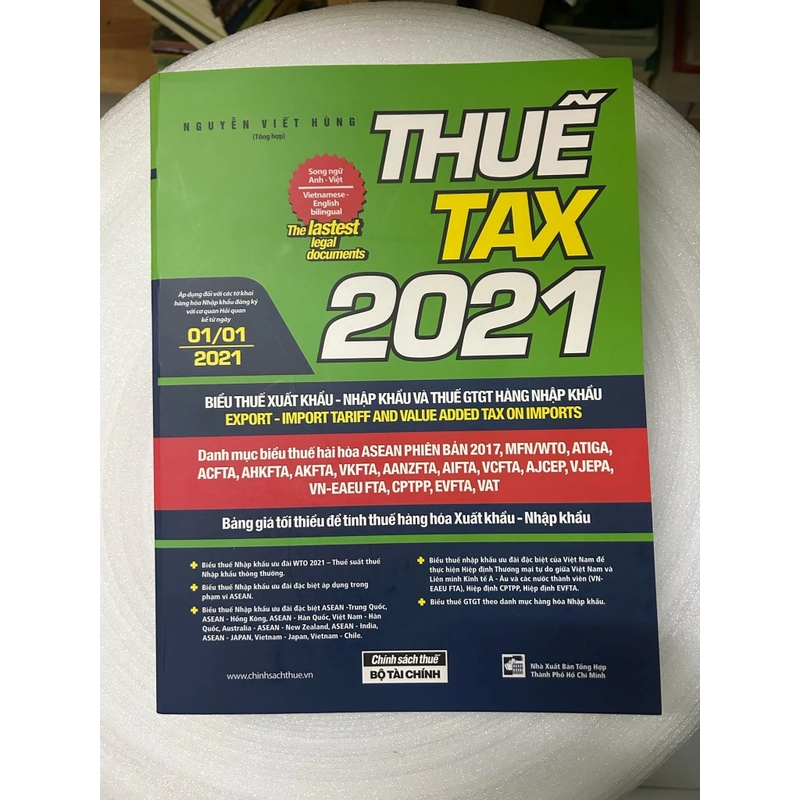 NGUYỄN VIẾT HÙNG
(Tổng hợp)
THUẾ
TAX
2021
Song ngữ
Anh - Việt
Vietnamese -
English
bilingual
The lastest
legal
documents
Áp dụng đối với các tờ khai
hàng hóa Nhập khẩu đăng ký
với cơ quan Hải quan
kể từ ngày
01/01
2021
BIỂU THUẾ XUẤT KHẨU - NHẬP KHẨU VÀ THUẾ GTGT HÀNG NHẬP KHẨU
EXPORT - IMPORT TARIFF AND VALUE ADDED TAX ON IMPORTS
Danh mục biểu thuế hài hòa ASEAN PHIÊN BẢN 2017, MFN/WTO, ATIGA,
ACFTA, AHKFTA, AKFTA, VKFTA, AANZFTA, AIFTA, VCFTA, AJCEP, VJEPA,
VN-EAEU FTA, CPTPP, EVFTA, VAT
Bảng giá tối thiểu để tính thuế hàng hóa Xuất khẩu - Nhập khẩu
Biểu thuế Nhập khẩu ưu đãi WTO 2021 – Thuế suất thuế
Nhập khẩu thông thường.
Biểu thuế Nhập khẩu ưu đãi đặc biệt áp dụng trong
phạm vi ASEAN.
Biểu thuế Nhập khẩu ưu đãi đặc biệt ASEAN -Trung Quốc,
ASEAN - Hồng Kông, ASEAN - Hàn Quốc, Việt Nam - Hàn
Quốc, Australia - ASEAN - New Zealand, ASEAN - India,
ASEAN - JAPAN, Vietnam - Japan, Vietnam - Chile.
Biểu thuế nhập khẩu ưu đãi đặc biệt của Việt Nam để
thực hiện Hiệp định Thương mại tự do giữa Việt Nam và
Liên minh Kinh tế Á - Âu và các nước thành viên (VN-
EAEU FTA), Hiệp định CPTPP, Hiệp định EVFTA.
Biểu thuế GTGT theo danh mục hàng hóa Nhập khẩu.
www.chinhsachthue.vn
Chính sách thuế
BỘ TÀI CHÍNH
Nhà Xuất Bản Tổng Hợp
Thành Phố Hồ Chí Minh